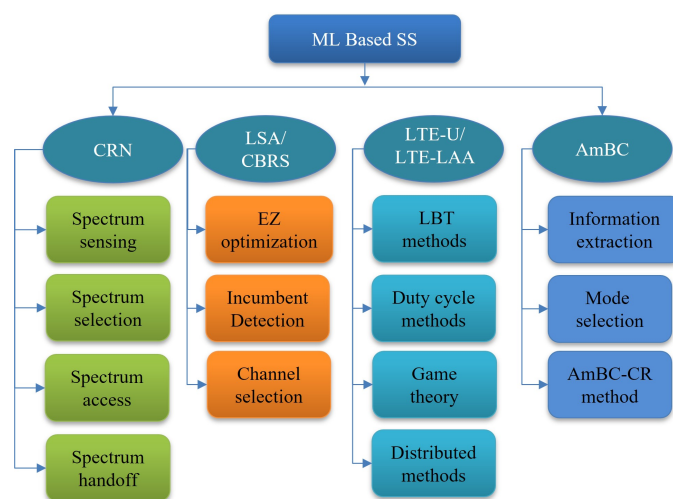 ML Based SS
CRN
LSA/
CBRS
LTE-U/
LTE-LAA
AmBC
Spectrum
sensing
Spectrum
selection
Spectrum
access
Spectrum
handoff
EZ
optimization
Incumbent
Detection
Channel
selection
LBT
methods
Duty cycle
methods
Game
theory
Distributed
methods
Information
extraction
Mode
selection
AmBC-CR
method